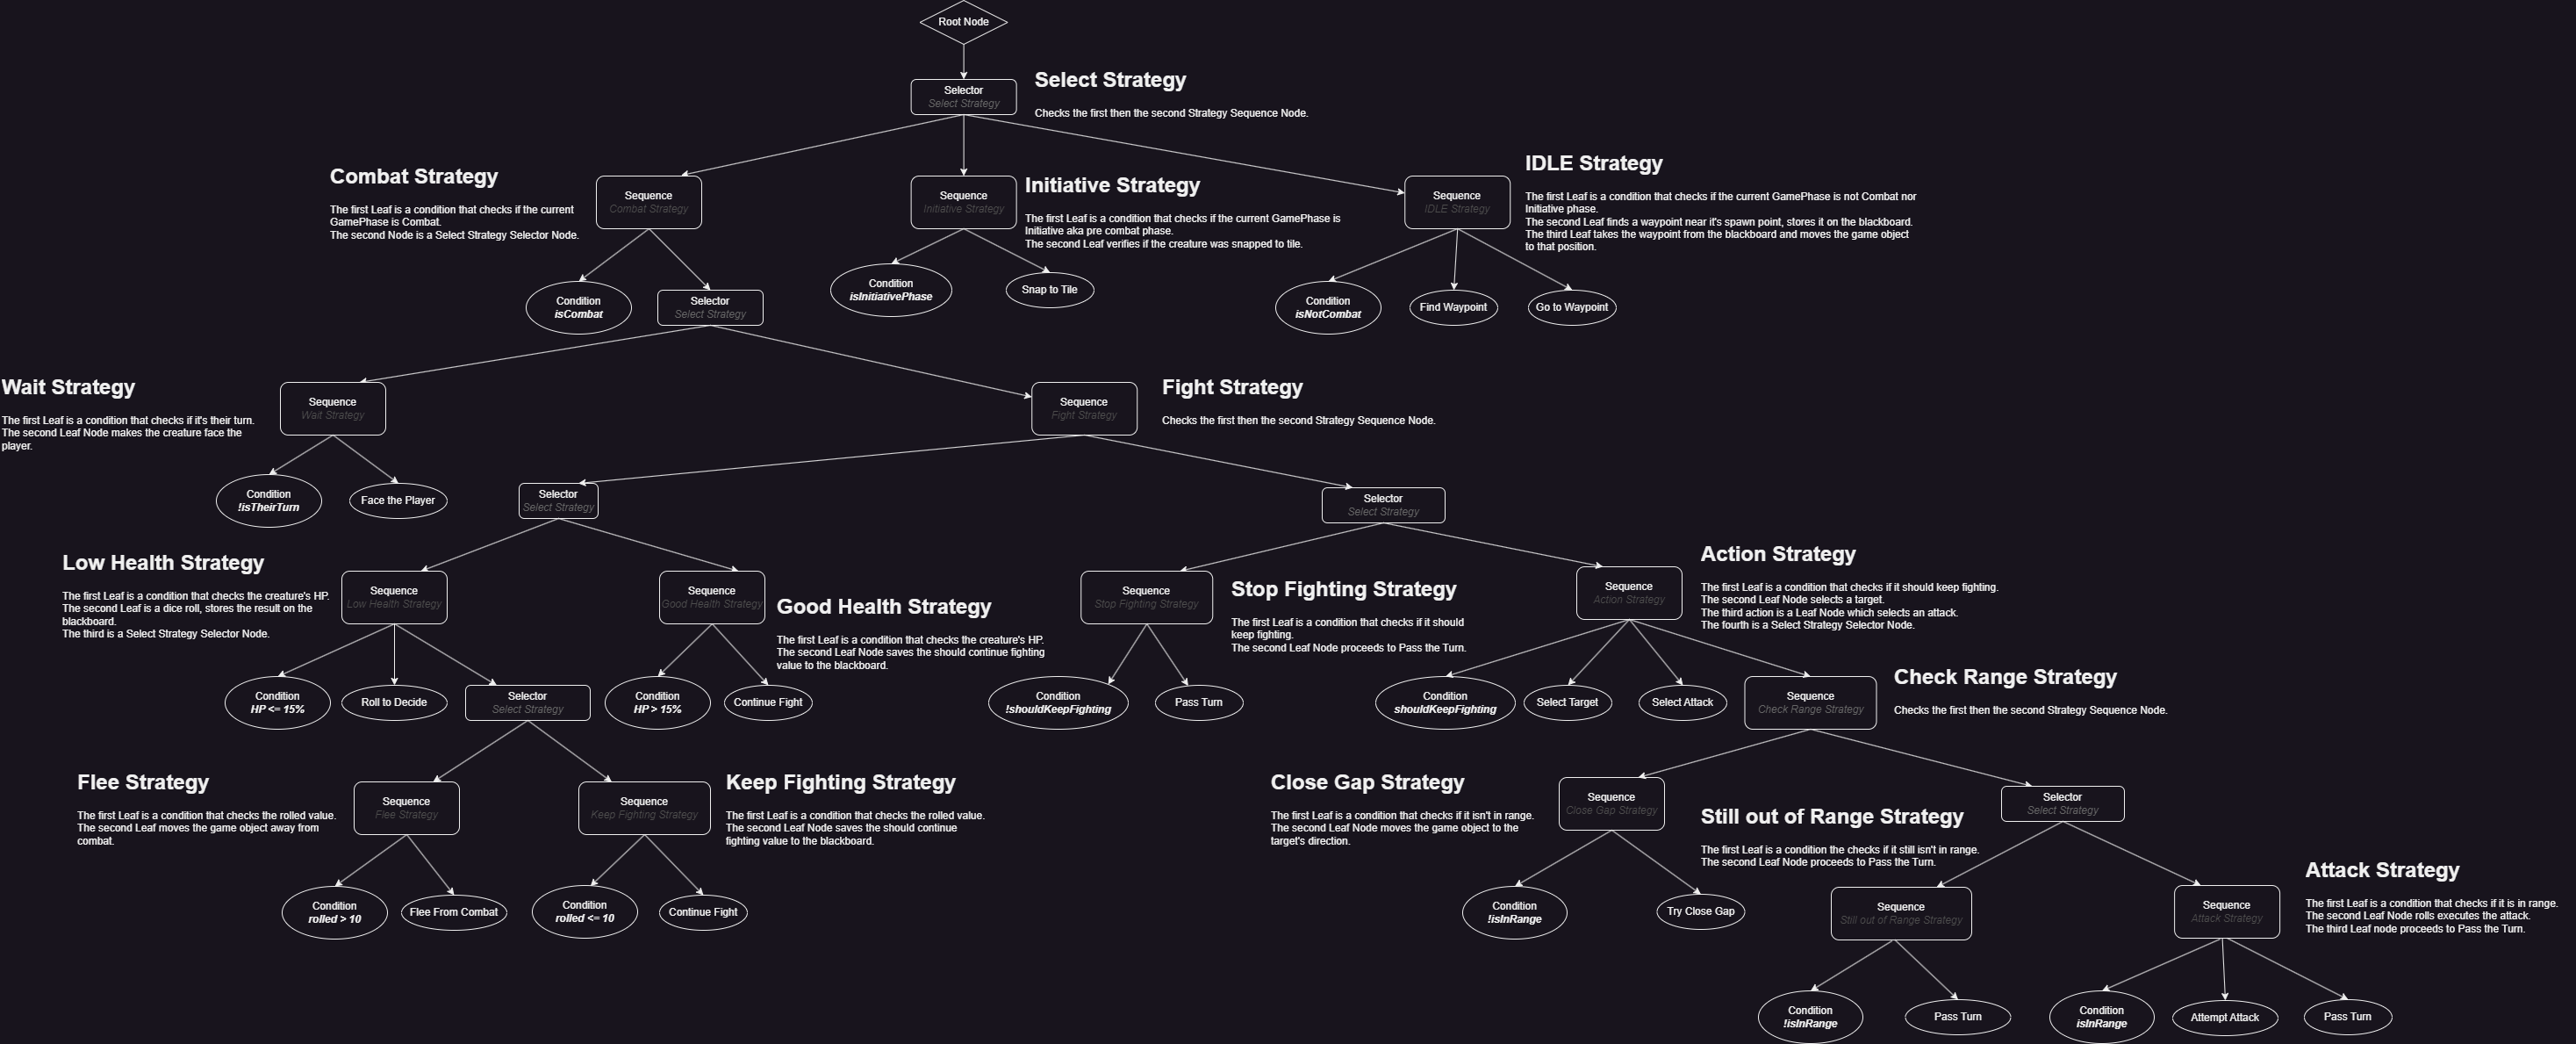 Root Node
Selector
Select Strategy
Select Strategy
Checks the first then the second Strategy Sequence Node.
Combat Strategy
The first Leaf is a condition that checks if the current
GamePhase is Combat.
The second Node is a Select Strategy Selector Node.
Sequence
Combat Strategy
Sequence
Initiative Strategy
Initiative Strategy
The first Leaf is a condition that checks if the current GamePhase is
Initiative aka pre combat phase.
The second Leaf verifies if the creature was snapped to tile.
Sequence
IDLE Strategy
IDLE Strategy
The first Leaf is a condition that checks if the current GamePhase is not Combat nor
Initiative phase.
The second Leaf finds a waypoint near it's spawn point, stores it on the blackboard.
The third Leaf takes the waypoint from the blackboard and moves the game object
to that position.
Condition
isCombat
Selector
Select Strategy
Condition
isInitiativePhase
Snap to Tile
Condition
isNotCombat
Find Waypoint
Go to Waypoint
Wait Strategy
The first Leaf is a condition that checks if it's their turn.
The second Leaf Node makes the creature face the
player.
Sequence
Wait Strategy
Sequence
Fight Strategy
Fight Strategy
Checks the first then the second Strategy Sequence Node.
Condition
!isTheirTurn
Face the Player
Selector
Select Strategy
Selector
Select Strategy
Low Health Strategy
The first Leaf is a condition that checks the creature's HP.
The second Leaf is a dice roll, stores the result on the
blackboard.
The third is a Select Strategy Selector Node.
Sequence
Low Health Strategy
Sequence
Good Health Strategy
Good Health Strategy
The first Leaf is a condition that checks the creature's HP.
The second Leaf Node saves the should continue fighting
value to the blackboard.
Sequence
Stop Fighting Strategy
Stop Fighting Strategy
The first Leaf is a condition that checks if it should
keep fighting.
The second Leaf Node proceeds to Pass the Turn.
Sequence
Action Strategy
Action Strategy
The first Leaf is a condition that checks if it should keep fighting.
The second Leaf Node selects a target.
The third action is a Leaf Node which selects an attack.
The fourth is a Select Strategy Selector Node.
Condition
HP <= 15%
Roll to Decide
Selector
Select Strategy
Condition
HP > 15%
Continue Fight
Condition
!shouldKeepFighting
Pass Turn
Condition
shouldKeepFighting
Select Target
Select Attack
Sequence
Check Range Strategy
Check Range Strategy
Checks the first then the second Strategy Sequence Node.
Flee Strategy
The first Leaf is a condition that checks the rolled value.
The second Leaf moves the game object away from
combat.
Sequence
Flee Strategy
Sequence
Keep Fighting Strategy
Keep Fighting Strategy
The first Leaf is a condition that checks the rolled value.
The second Leaf Node saves the should continue
fighting value to the blackboard.
Close Gap Strategy
The first Leaf is a condition that checks if it isn't in range.
The second Leaf Node moves the game object to the
target's direction.
Sequence
Close Gap Strategy
Still out of Range Strategy
The first Leaf is a condition the checks if it still isn't in range.
The second Leaf Node proceeds to Pass the Turn.
Selector
Select Strategy
Condition
rolled > 10
Flee From Combat
Condition
rolled <= 10
Continue Fight
Condition
!isInRange
Try Close Gap
Sequence
Still out of Range Strategy
Sequence
Attack Strategy
Attack Strategy
The first Leaf is a condition that checks if it is in range.
The second Leaf Node rolls executes the attack.
The third Leaf node proceeds to Pass the Turn.
Condition
!isInRange
Pass Turn
Condition
isInRange
Attempt Attack
Pass Turn